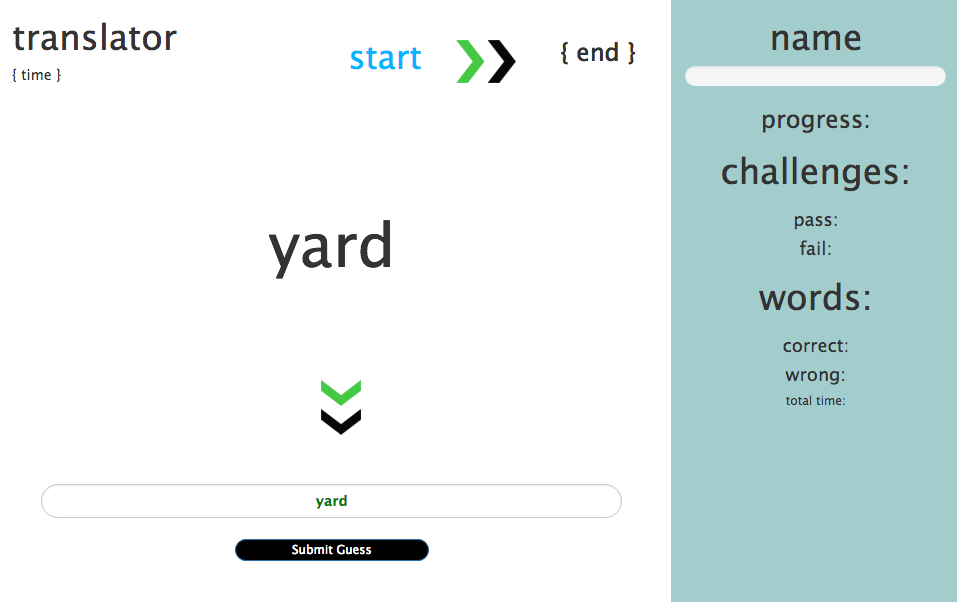 translator
{ time }
start
{ end }
yard
yard
Submit Guess
name
progress:
challenges:
pass:
fail:
words:
correct:
wrong:
total time: